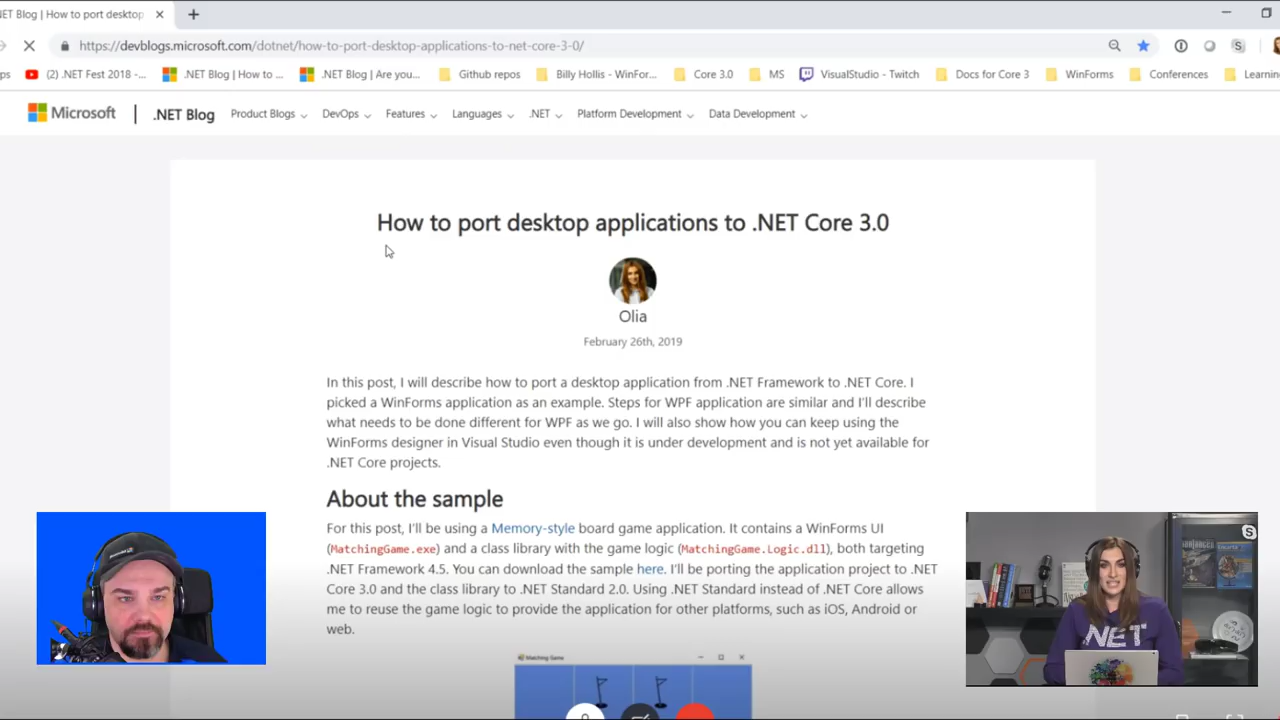 ET Blog | How to port desktop
https://devblogs.microsoft.com/dotnet/how-to-port-desktop-applications-to-net-core-3-0/
ps (2) .NET Fest 2018 -... .NET Blog | How to ... .NET Blog | Are you... Github repos Billy Hollis - WinFor... Core 3.0 MS VisualStudio - Twitch Docs for Core 3 WinForms Conferences Learning
Microsoft .NET Blog Product Blogs DevOps Features Languages .NET Platform Development Data Development
How to port desktop applications to .NET Core 3.0
Olia
February 26th, 2019
In this post, I will describe how to port a desktop application from .NET Framework to .NET Core. I
picked a WinForms application as an example. Steps for WPF application are similar and I'll describe
what needs to be done different for WPF as we go. I will also show how you can keep using the
WinForms designer in Visual Studio even though it is under development and is not yet available for
.NET Core projects.
About the sample
For this post, I'll be using a Memory-style board game application. It contains a WinForms UI
(MatchingGame.exe) and a class library with the game logic (MatchingGame.Logic.dll), both targeting
.NET Framework 4.5. You can download the sample here. I'll be porting the application project to .NET
Core 3.0 and the class library to .NET Standard 2.0. Using .NET Standard instead of .NET Core allows
me to reuse the game logic to provide the application for other platforms, such as iOS, Android or
web.
Matching Game
.NET